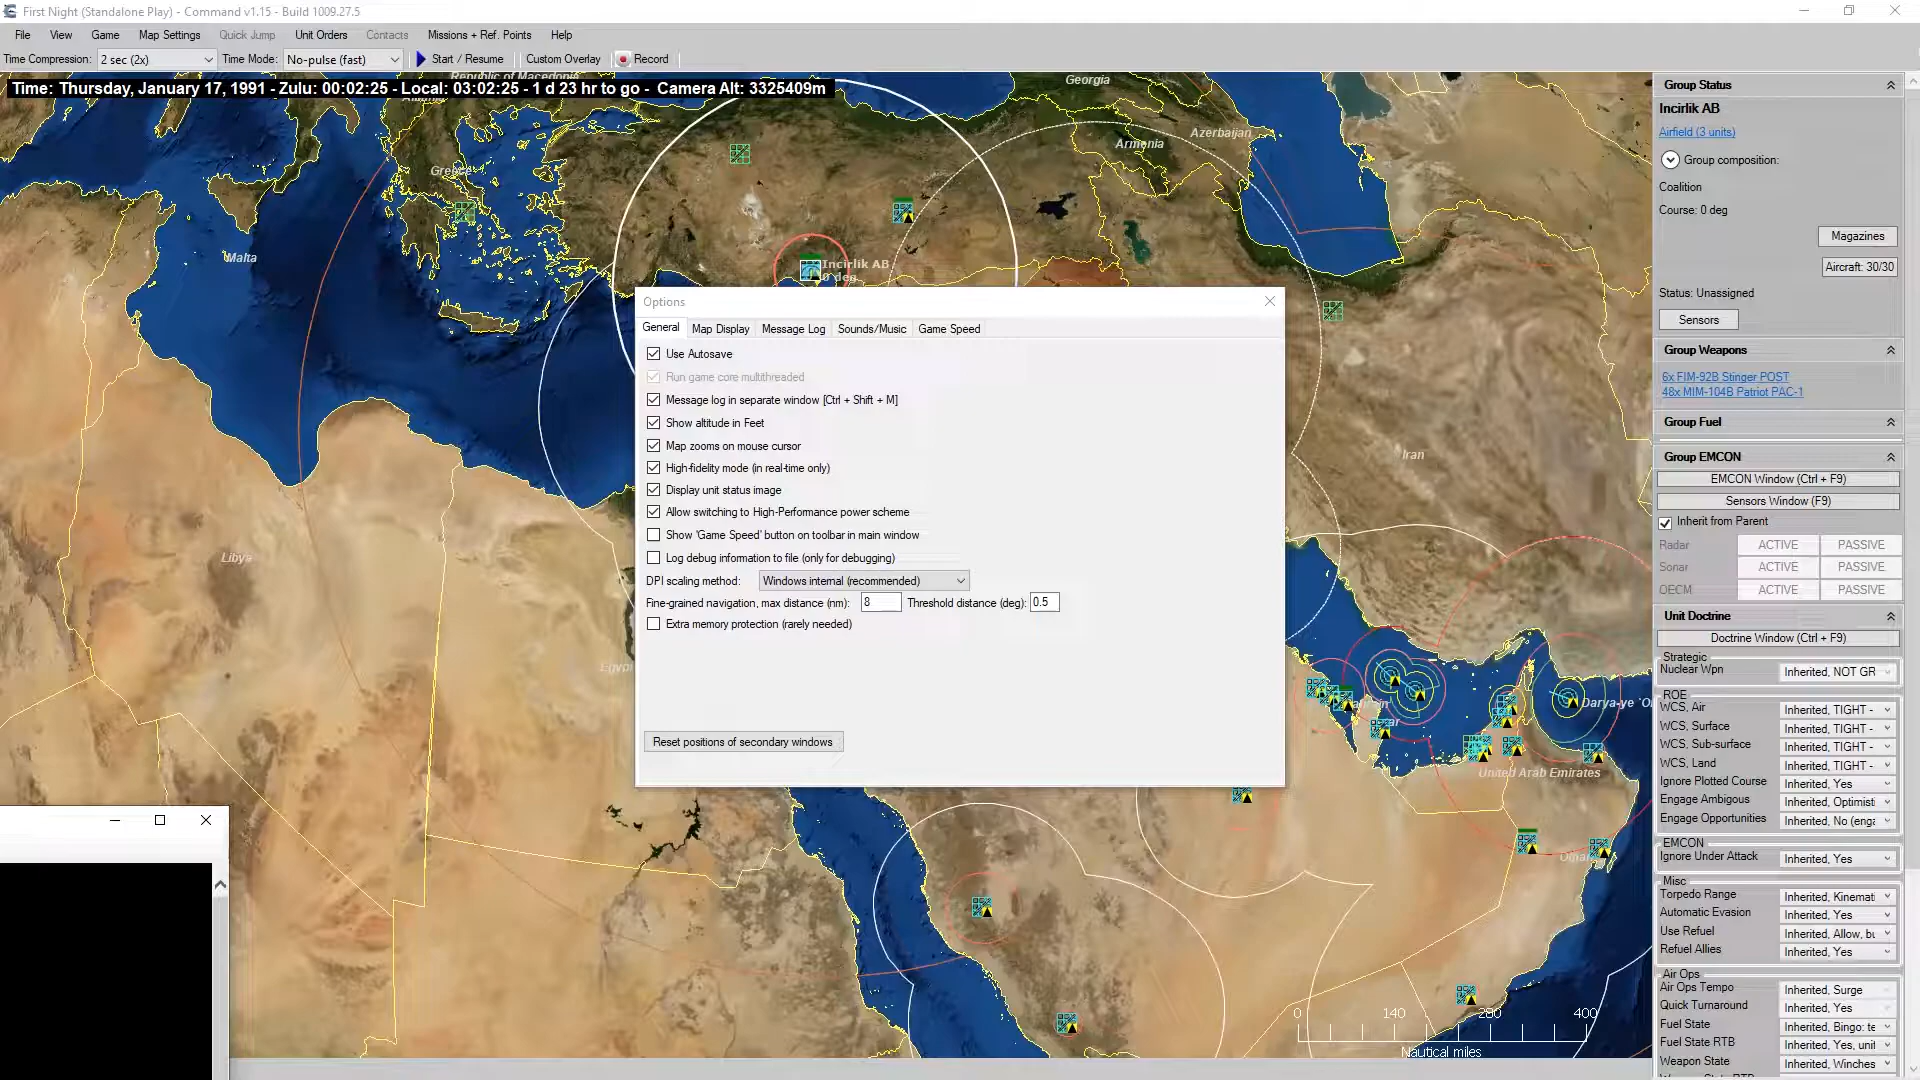 First Night (Standalone Play) - Command v1.15 - Build 1009.27.5
File View Game Map Settings Quick Jump Unit Orders Contacts Missions + Ref. Points Help
Time Compression: 2 sec (2x) Time Mode: No-pulse (fast) Start / Resume Custom Overlay Record
Republic of Macedonia
Time: Thursday, January 17, 1991 - Zulu: 00:02:25 - Local: 03:02:25 - 1 d 23 hr to go - Camera Alt: 3325409m
Georgia
Azerbaijan
Armenia
Greece
Malta
Incirlik AB
0 deg
Iran
Libya
Egypt
Darya-ye
United Arab Emirates
Oman
0 140 280 400
Nautical miles
Options
General Map Display Message Log Sounds/Music Game Speed
Use Autosave
Run game core multithreaded
Message log in separate window [Ctrl + Shift + M]
Show altitude in Feet
Map zooms on mouse cursor
High-fidelity mode (in real-time only)
Display unit status image
Allow switching to High-Performance power scheme
Show 'Game Speed' button on toolbar in main window
Log debug information to file (only for debugging)
DPI scaling method: Windows internal (recommended)
Fine-grained navigation, max distance (nm): 8 Threshold distance (deg): 0.5
Extra memory protection (rarely needed)
Reset positions of secondary windows
Group Status
Incirlik AB
Airfield (3 units)
Group composition:
Coalition
Course: 0 deg
Magazines
Aircraft: 30/30
Status: Unassigned
Sensors
Group Weapons
6x FIM-92B Stinger POST
48x MIM-104B Patriot PAC-1
Group Fuel
Group EMCON
EMCON Window (Ctrl + F9)
Sensors Window (F9)
Inherit from Parent
Radar ACTIVE PASSIVE
Sonar ACTIVE PASSIVE
OECM ACTIVE PASSIVE
Unit Doctrine
Doctrine Window (Ctrl + F9)
Strategic
Nuclear Wpn Inherited, NOT GR
ROE
WCS, Air Inherited, TIGHT -
WCS, Surface Inherited, TIGHT -
WCS, Sub-surface Inherited, TIGHT -
WCS, Land Inherited, TIGHT -
Ignore Plotted Course Inherited, Yes
Engage Ambiguous Inherited, Optimisti
Engage Opportunities Inherited, No (enga
EMCON
Ignore Under Attack Inherited, Yes
Misc
Torpedo Range Inherited, Kinemati
Automatic Evasion Inherited, Yes
Use Refuel Inherited, Allow, bu
Refuel Allies Inherited, Yes
Air Ops
Air Ops Tempo Inherited, Surge
Quick Turnaround Inherited, Yes
Fuel State Inherited, Bingo: te
Fuel State RTB Inherited, Yes, unit
Weapon State Inherited, Winches